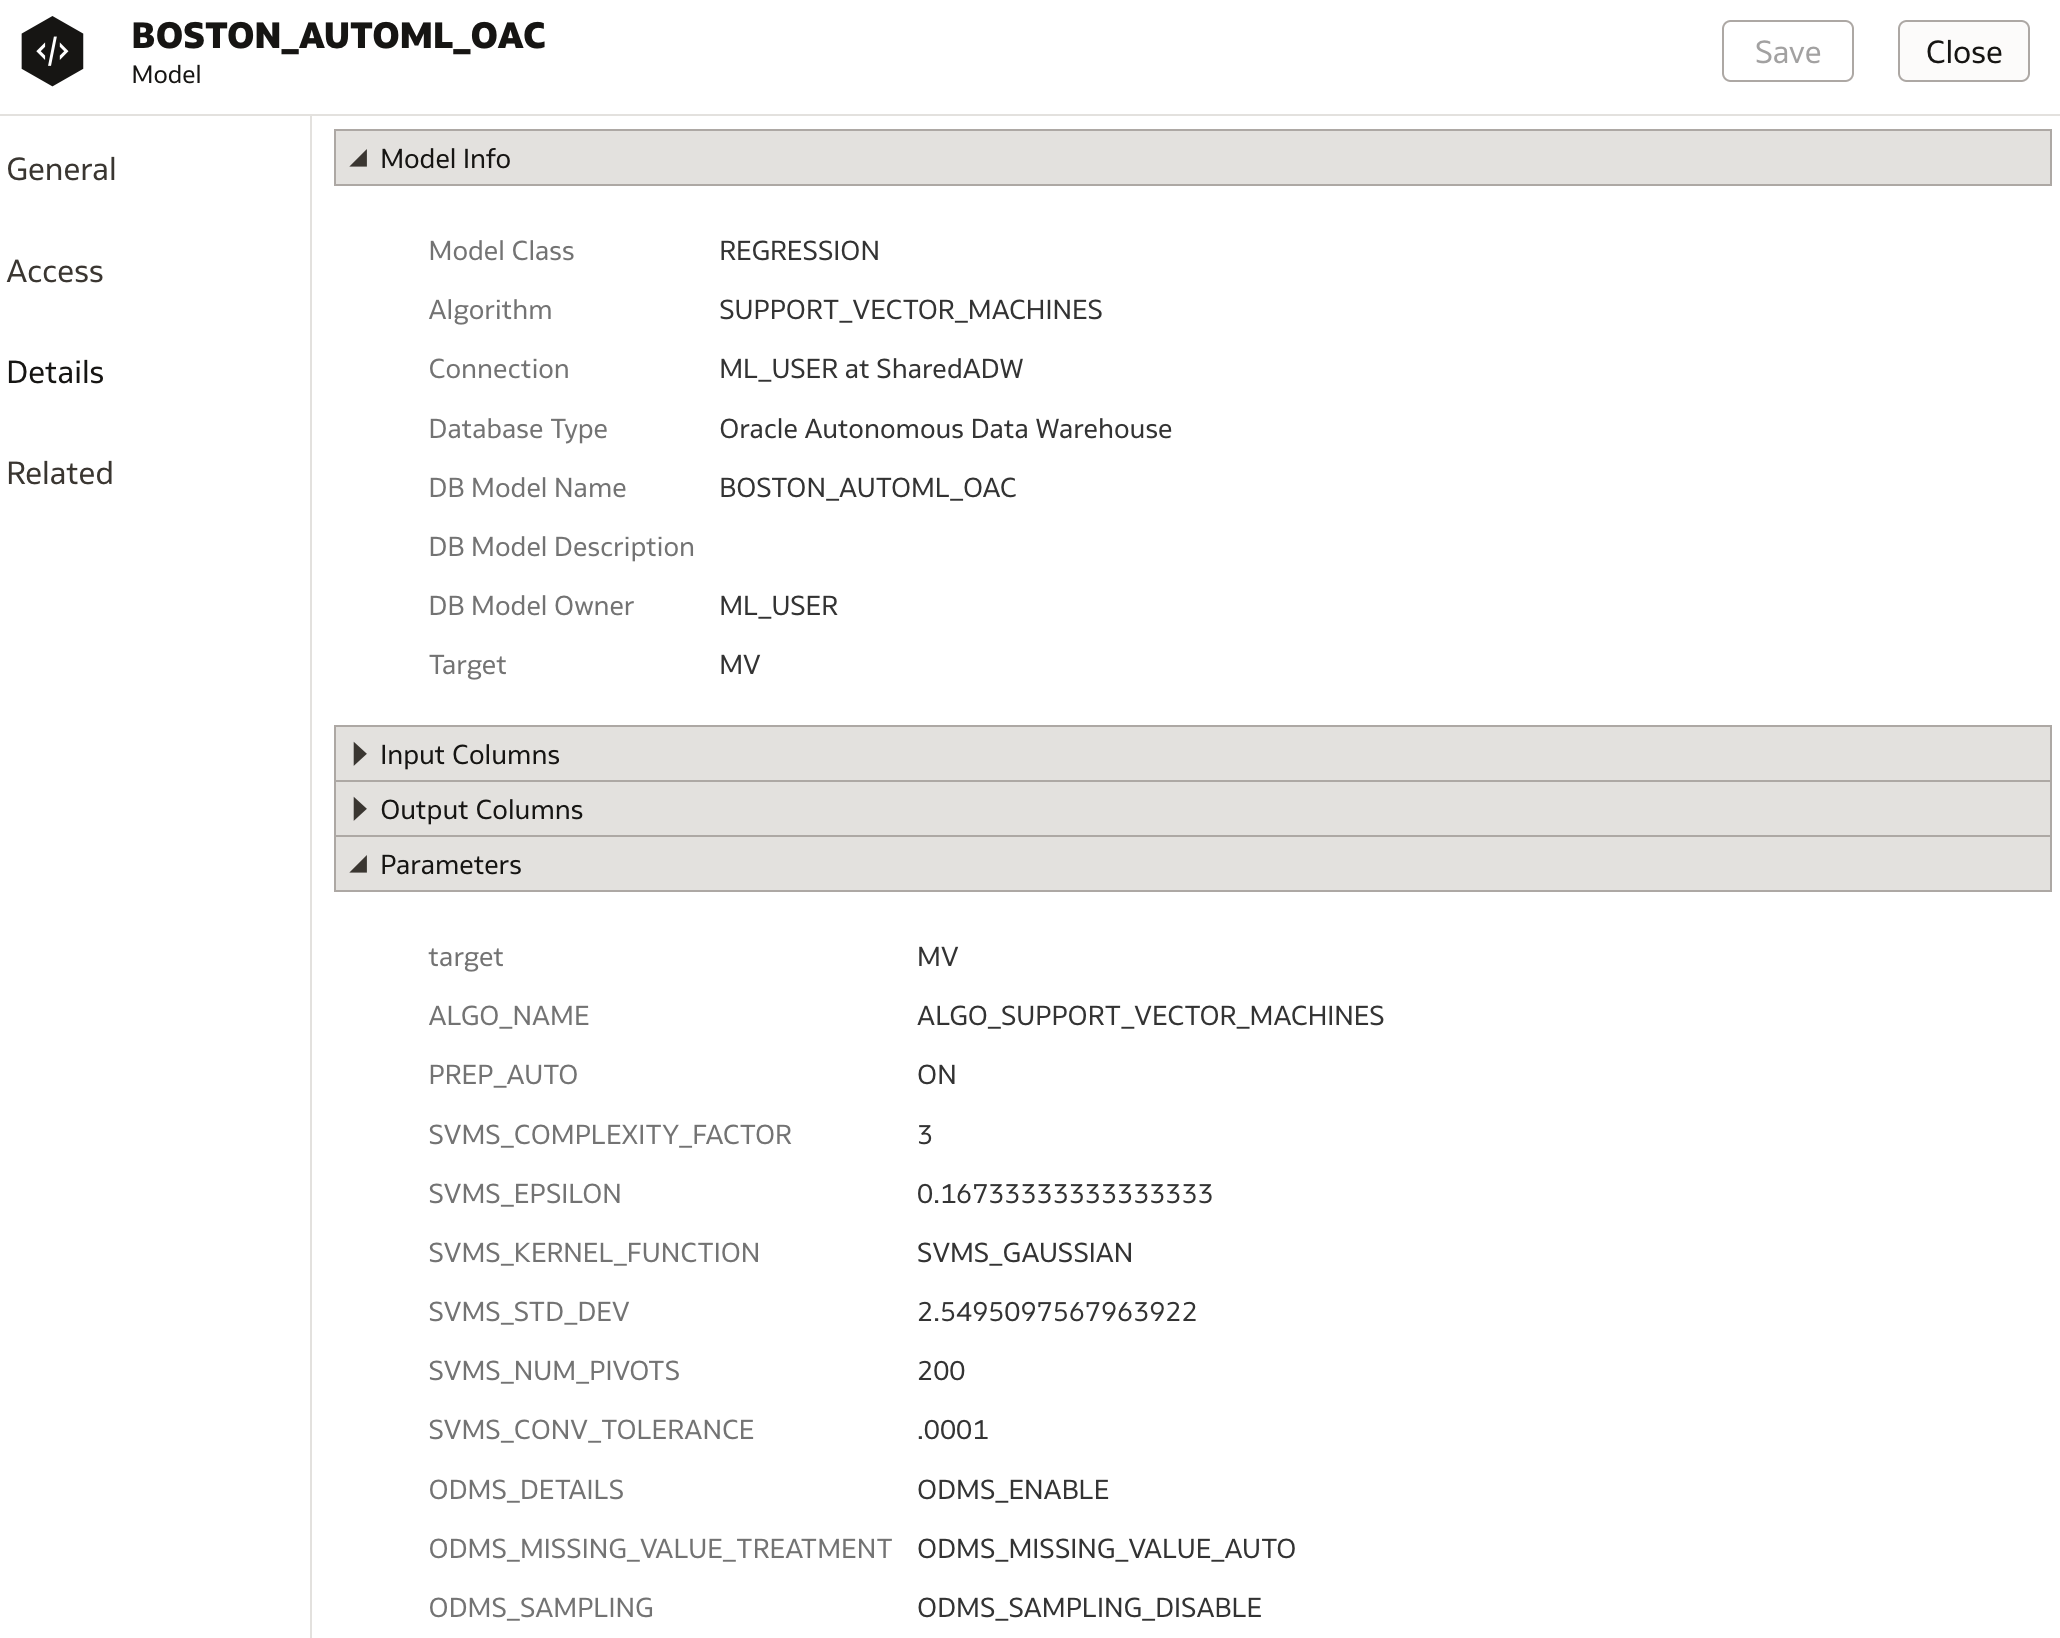 BOSTON_AUTOML_OAC
Model
Save
Close
General
Access
Details
Related
Model Info
Model Class REGRESSION
Algorithm SUPPORT_VECTOR_MACHINES
Connection ML_USER at SharedADW
Database Type Oracle Autonomous Data Warehouse
DB Model Name BOSTON_AUTOML_OAC
DB Model Description
DB Model Owner ML_USER
Target MV
Input Columns
Output Columns
Parameters
target MV
ALGO_NAME ALGO_SUPPORT_VECTOR_MACHINES
PREP_AUTO ON
SVMS_COMPLEXITY_FACTOR 3
SVMS_EPSILON 0.16733333333333333
SVMS_KERNEL_FUNCTION SVMS_GAUSSIAN
SVMS_STD_DEV 2.5495097567963922
SVMS_NUM_PIVOTS 200
SVMS_CONV_TOLERANCE .0001
ODMS_DETAILS ODMS_ENABLE
ODMS_MISSING_VALUE_TREATMENT ODMS_MISSING_VALUE_AUTO
ODMS_SAMPLING ODMS_SAMPLING_DISABLE